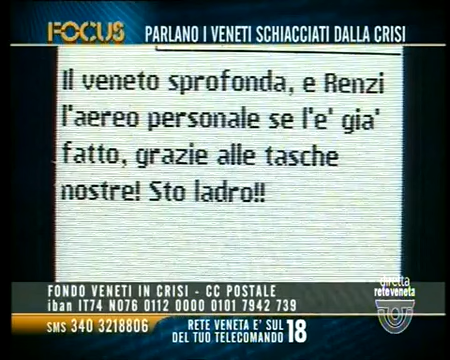 FOCUS PARLANO I VENETI SCHIACCIATI DALLA CRISI
Il veneto sprofonda, e Renzi
l'aereo personale se l'e' gia'
fatto, grazie alle tasche
nostre! Sto ladro!!
diretta
reteveneta
FONDO VENETI IN CRISI - CC POSTALE
iban IT74 NO76 0112 0000 0101 7942 739
SMS 340 3218806
RETE VENETA E' SUL
DEL TUO TELECOMANDO 18